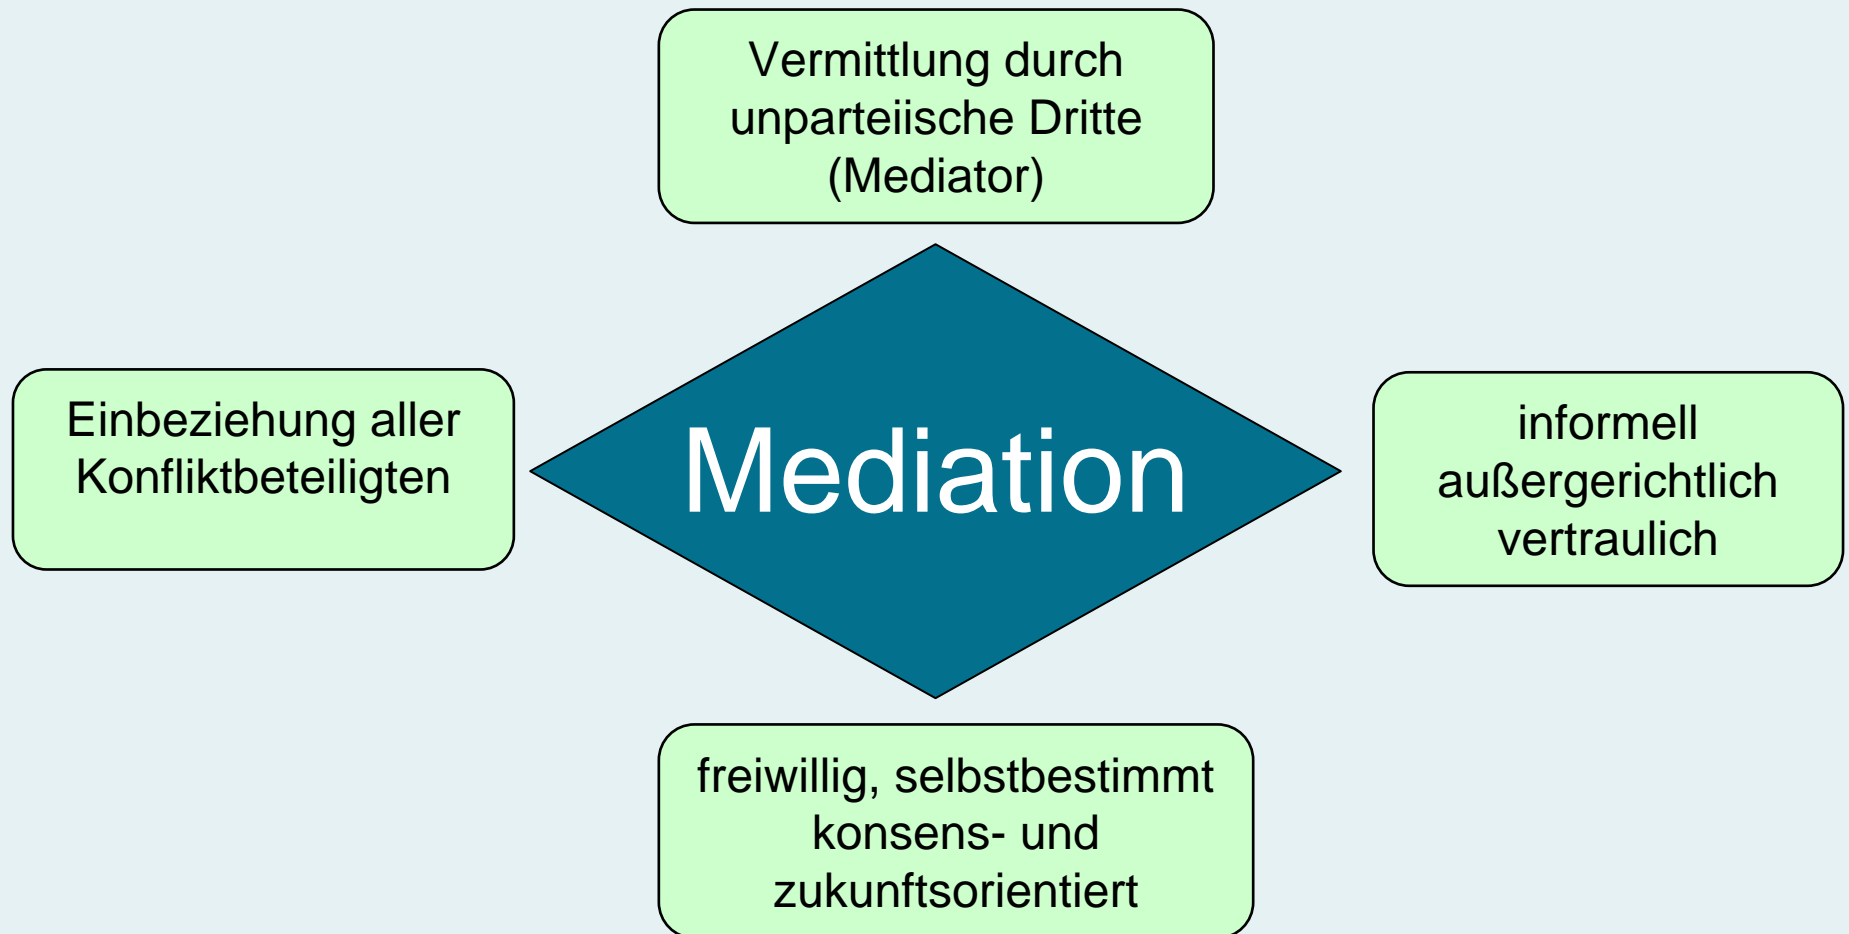 Vermittlung durch
unparteiische Dritte
(Mediator)
Einbeziehung aller
Konfliktbeteiligten
Mediation
informell
außergerichtlich
vertraulich
freiwillig, selbstbestimmt
konsens- und
zukunftsorientiert